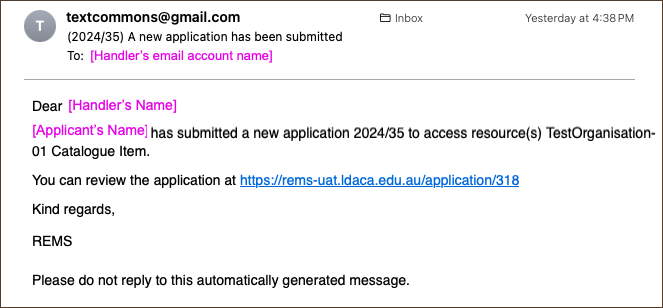 T
textcommons@gmail.com
Inbox
Yesterday at 4:38 PM
(2024/35) A new application has been submitted
To: [Handler's email account name]
Dear [Handler's Name]
[Applicant's Name] has submitted a new application 2024/35 to access resource(s) TestOrganisation-
01 Catalogue Item.
You can review the application at https://rems-uat.ldaca.edu.au/application/318
Kind regards,
REMS
Please do not reply to this automatically generated message.